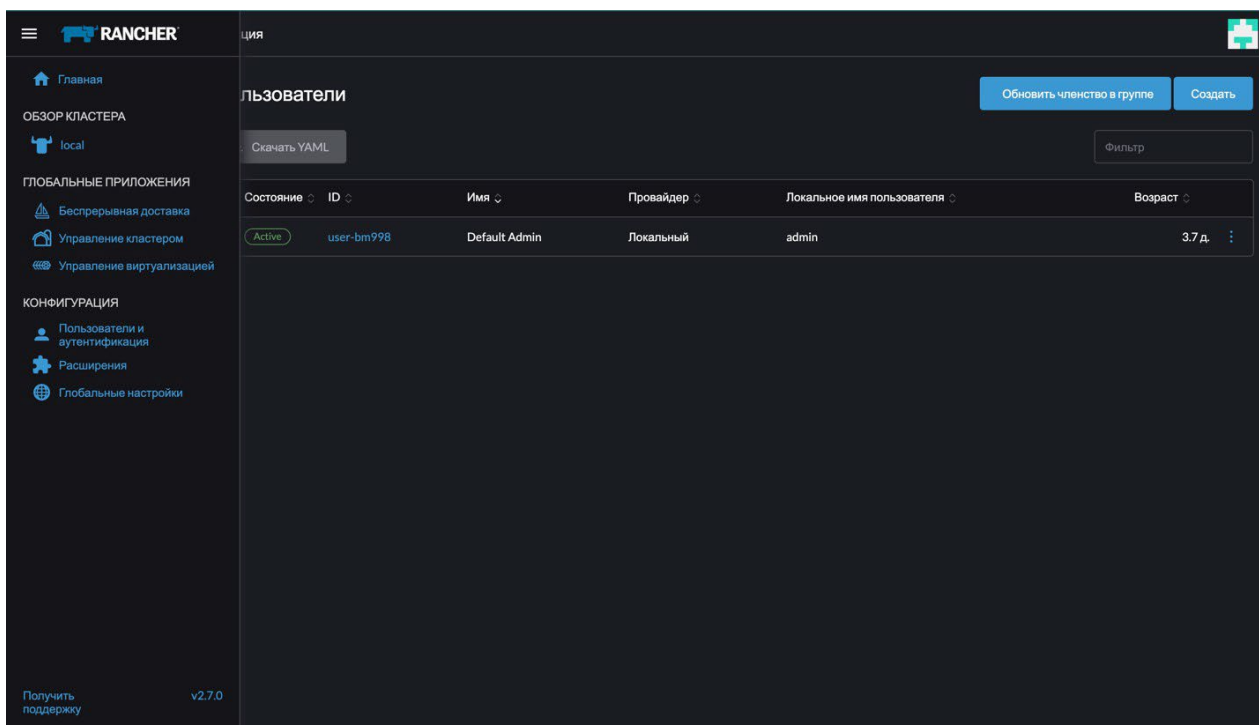 RANCHER
ция
Главная
ОБЗОР КЛАСТЕРА
local
ГЛОБАЛЬНЫЕ ПРИЛОЖЕНИЯ
Беспрерывная доставка
Управление кластером
Управление виртуализацией
КОНФИГУРАЦИЯ
Пользователи и
аутентификация
Расширения
Глобальные настройки
Получить
поддержку
v2.7.0
льзователи
Обновить членство в группе
Создать
Скачать YAML
Фильтр
Состояние ID Имя Провайдер Локальное имя пользователя Возраст
Active user-bm998 Default Admin Локальный admin 3.7 д.